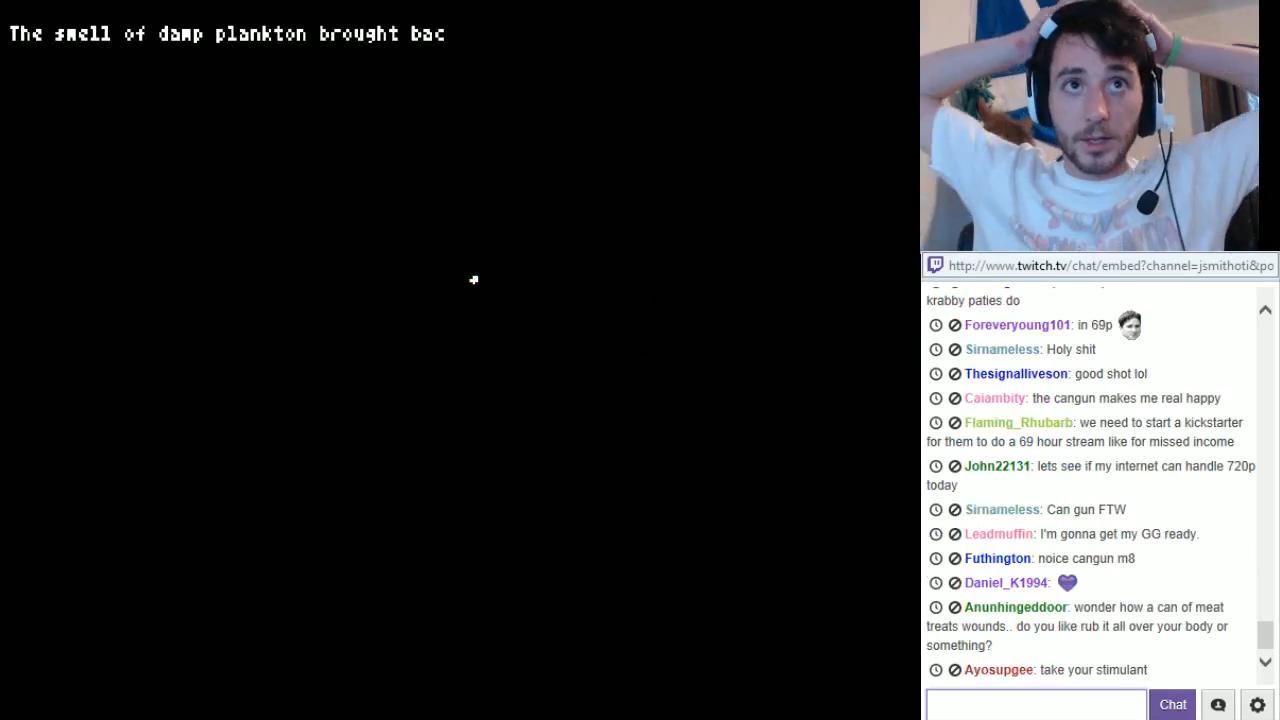 The smell of damp plankton brought bac
http://www.twitch.tv/chat/embed?channel=jsmithoti&po
krabby paties do
Foreveryoung101: in 69p
Sirnameless: Holy shit
Thesignalliveson: good shot lol
Caiambity: the cangun makes me real happy
Flaming_Rhubarb: we need to start a kickstarter
for them to do a 69 hour stream like for missed income
John22131: lets see if my internet can handle 720p
today
Sirnameless: Can gun FTW
Leadmuffin: I'm gonna get my GG ready.
Futhington: noice cangun m8
Daniel_K1994:
Anunhingeddoor: wonder how a can of meat
treats wounds.. do you like rub it all over your body or
something?
Ayosupgee: take your stimulant
Chat